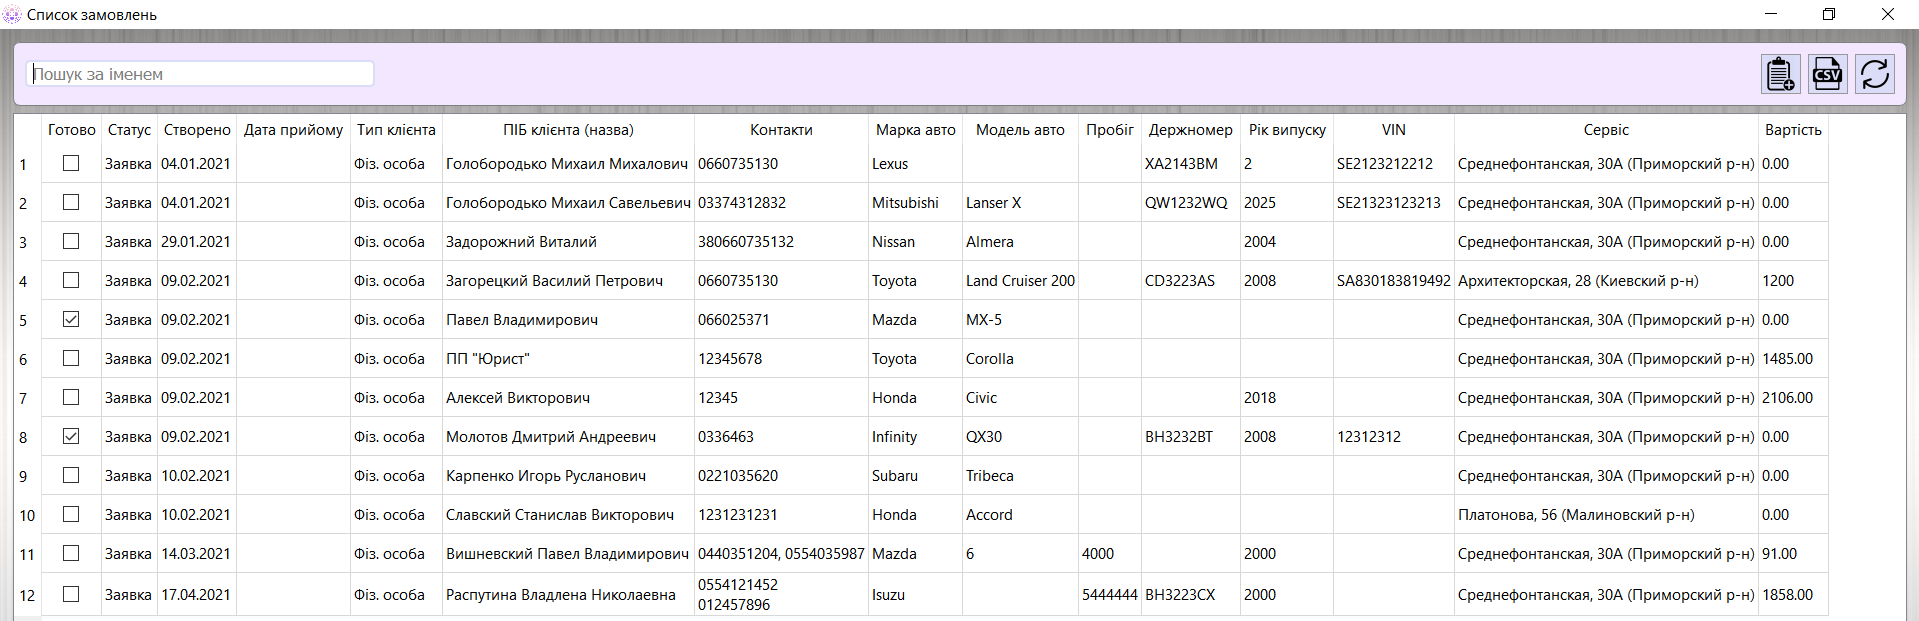 Список замовлень
Пошук за іменем
CSV
Готово Статус Створено Дата прийому Тип клієнта ПІБ клієнта (назва) Контакти Марка авто Модель авто Пробіг Держномер Рік випуску VIN Сервіс Вартість
1 Заявка 04.01.2021 Фіз. особа Голобородько Михаил Михалович 0660735130 Lexus XA2143BM 2 SE2123212212 Среднефонтанская, 30А (Приморский р-н) 0.00
2 Заявка 04.01.2021 Фіз. особа Голобородько Михаил Савельевич 03374312832 Mitsubishi Lanser X QW1232WQ 2025 SE21323123213 Среднефонтанская, 30А (Приморский р-н) 0.00
3 Заявка 29.01.2021 Фіз. особа Задорожний Виталий 380660735132 Nissan Almera 2004 Среднефонтанская, 30А (Приморский р-н) 0.00
4 Заявка 09.02.2021 Фіз. особа Загорецкий Василий Петрович 0660735130 Toyota Land Cruiser 200 CD3223AS 2008 SA830183819492 Архитекторская, 28 (Киевский р-н) 1200
5 Заявка 09.02.2021 Фіз. особа Павел Владимирович 066025371 Mazda MX-5 Среднефонтанская, 30А (Приморский р-н) 0.00
6 Заявка 09.02.2021 Фіз. особа ПП "Юрист" 12345678 Toyota Corolla Среднефонтанская, 30А (Приморский р-н) 1485.00
7 Заявка 09.02.2021 Фіз. особа Алексей Викторович 12345 Honda Civic 2018 Среднефонтанская, 30А (Приморский р-н) 2106.00
8 Заявка 09.02.2021 Фіз. особа Молотов Дмитрий Андреевич 0336463 Infinity QX30 BH3232BT 2008 12312312 Среднефонтанская, 30А (Приморский р-н) 0.00
9 Заявка 10.02.2021 Фіз. особа Карпенко Игорь Русланович 0221035620 Subaru Tribeca Среднефонтанская, 30А (Приморский р-н) 0.00
10 Заявка 10.02.2021 Фіз. особа Славский Станислав Викторович 1231231231 Honda Accord Платонова, 56 (Малиновский р-н) 0.00
11 Заявка 14.03.2021 Фіз. особа Вишневский Павел Владимирович 0440351204, 0554035987 Mazda 6 4000 2000 Среднефонтанская, 30А (Приморский р-н) 91.00
12 Заявка 17.04.2021 Фіз. особа Распутина Владлена Николаевна 0554121452 Isuzu 5444444 BH3223CX 2000 Среднефонтанская, 30А (Приморский р-н) 1858.00
012457896